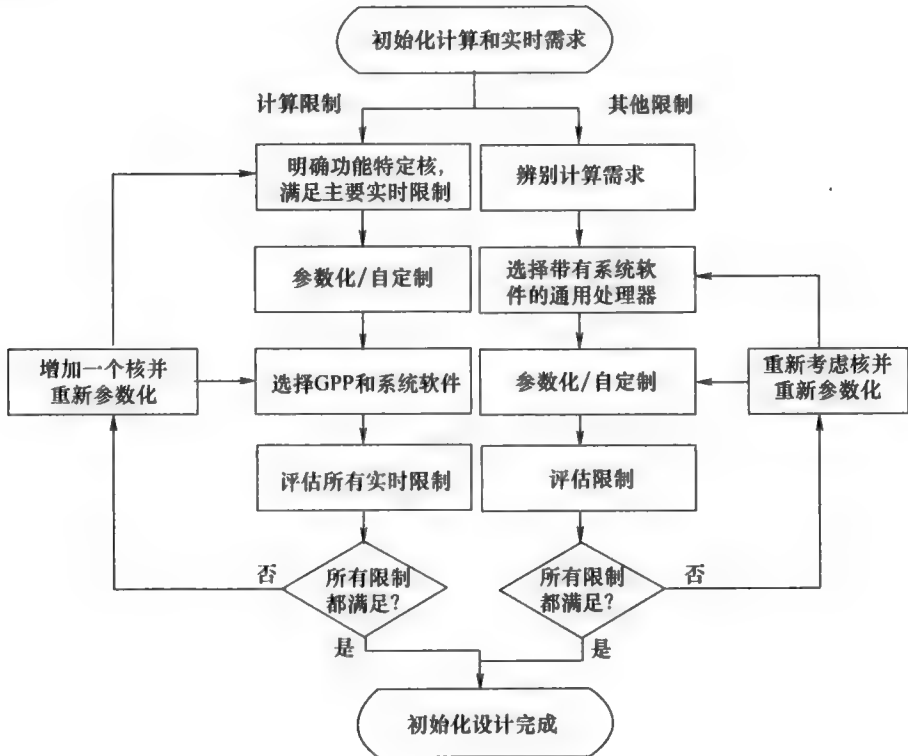 初始化计算和实时需求
计算限制
其他限制
明确功能特定核，
满足主要实时限制
辨别计算需求
参数化/自定制
选择带有系统软
件的通用处理器
增加一个核并
重新参数化
选择GPP和系统软件
参数化/自定制
重新考虑核并
重新参数化
评估所有实时限制
评估限制
否
所有限制
都满足？
所有限制
都满足？
否
是
是
初始化设计完成